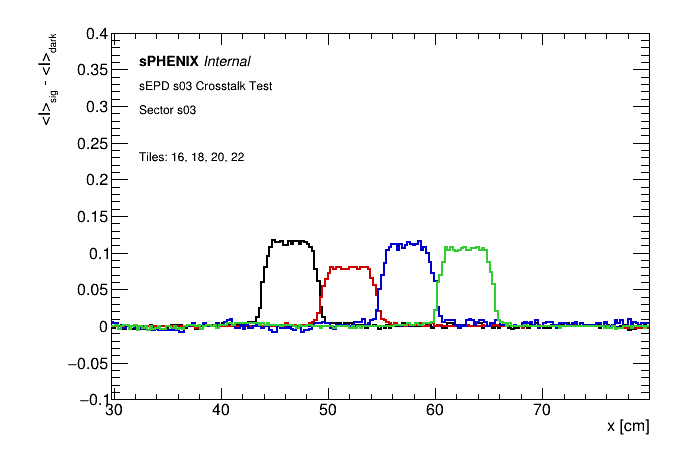 <I>sig - <I>dark
0.4
0.35
0.3
0.25
0.2
0.15
0.1
0.05
0
−0.05
−0.1
sPHENIX Internal
sEPD s03 Crosstalk Test
Sector s03
Tiles: 16, 18, 20, 22
30 40 50 60 70
x [cm]